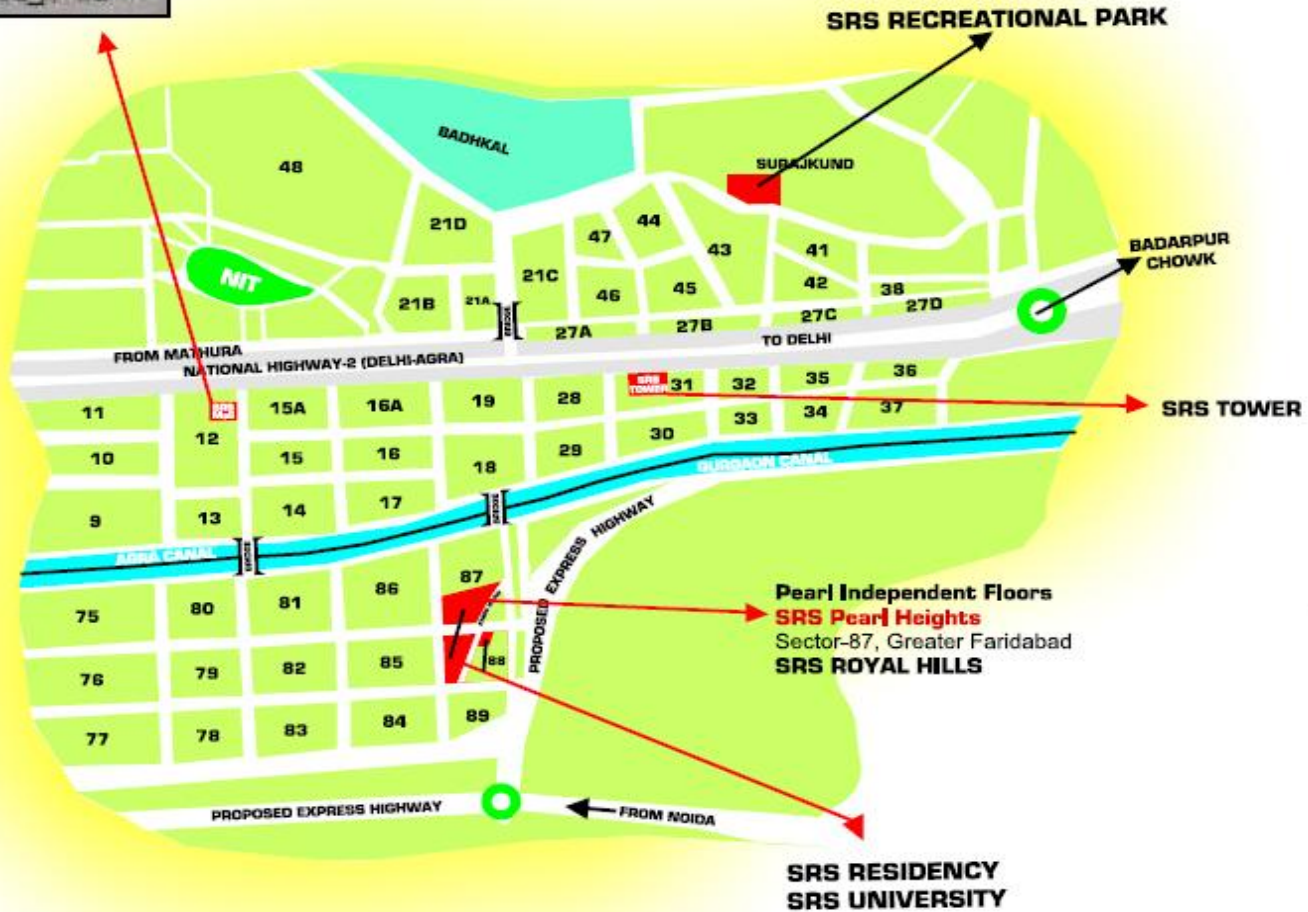 SRS RECREATIONAL PARK
BADHKAL
SURAJKUND
48
21D
47
44
43
41
BADARPUR
CHOWK
NIT
21B
21A
21C
46
45
42
38
27A
27B
27C
27D
FROM MATHURA
NATIONAL HIGHWAY-2 (DELHI-AGRA)
TO DELHI
11
SRS
Mall
15A
16A
19
28
SRS
TOWER
31
32
35
36
SRS TOWER
12
10
15
16
18
29
30
33
34
37
GURGAON CANAL
9
13
14
17
AGRA CANAL
PROPOSED EXPRESS HIGHWAY
75
80
81
86
87
Pearl Independent Floors
SRS Pearl Heights
Sector-87, Greater Faridabad
SRS ROYAL HILLS
76
79
82
85
88
77
78
83
84
89
PROPOSED EXPRESS HIGHWAY
FROM NOIDA
SRS RESIDENCY
SRS UNIVERSITY